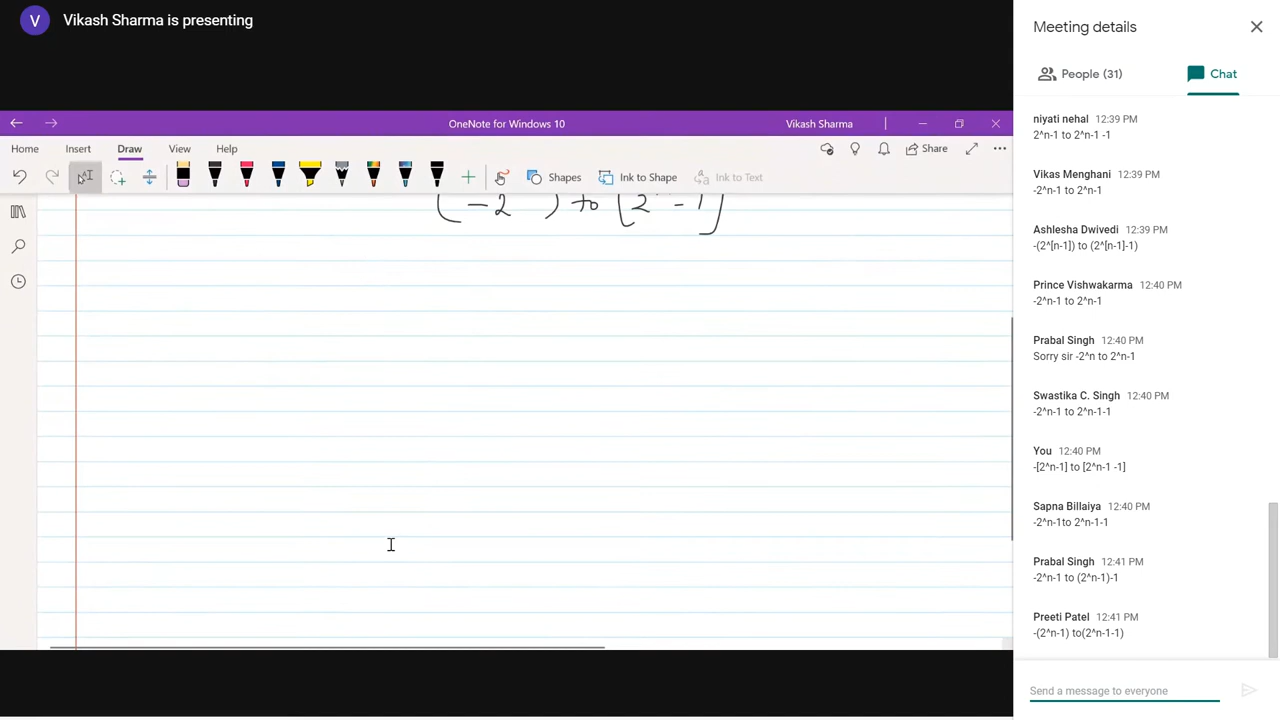 V
Vikash Sharma is presenting
Meeting details
People (31)
Chat
OneNote for Windows 10
Vikash Sharma
Home
Insert
Draw
View
Help
Share
Shapes
Ink to Shape
Ink to Text
(-2 ) to [2 -1]
niyati nehal 12:39 PM
2^n-1 to 2^n-1 -1
Vikas Menghani 12:39 PM
-2^n-1 to 2^n-1
Ashlesha Dwivedi 12:39 PM
-(2^[n-1]) to (2^[n-1]-1)
Prince Vishwakarma 12:40 PM
-2^n-1 to 2^n-1
Prabal Singh 12:40 PM
Sorry sir -2^n to 2^n-1
Swastika C. Singh 12:40 PM
-2^n-1 to 2^n-1-1
You 12:40 PM
-[2^n-1] to [2^n-1 -1]
Sapna Billaiya 12:40 PM
-2^n-1to 2^n-1-1
Prabal Singh 12:41 PM
-2^n-1 to (2^n-1)-1
Preeti Patel 12:41 PM
-(2^n-1) to(2^n-1-1)
Send a message to everyone